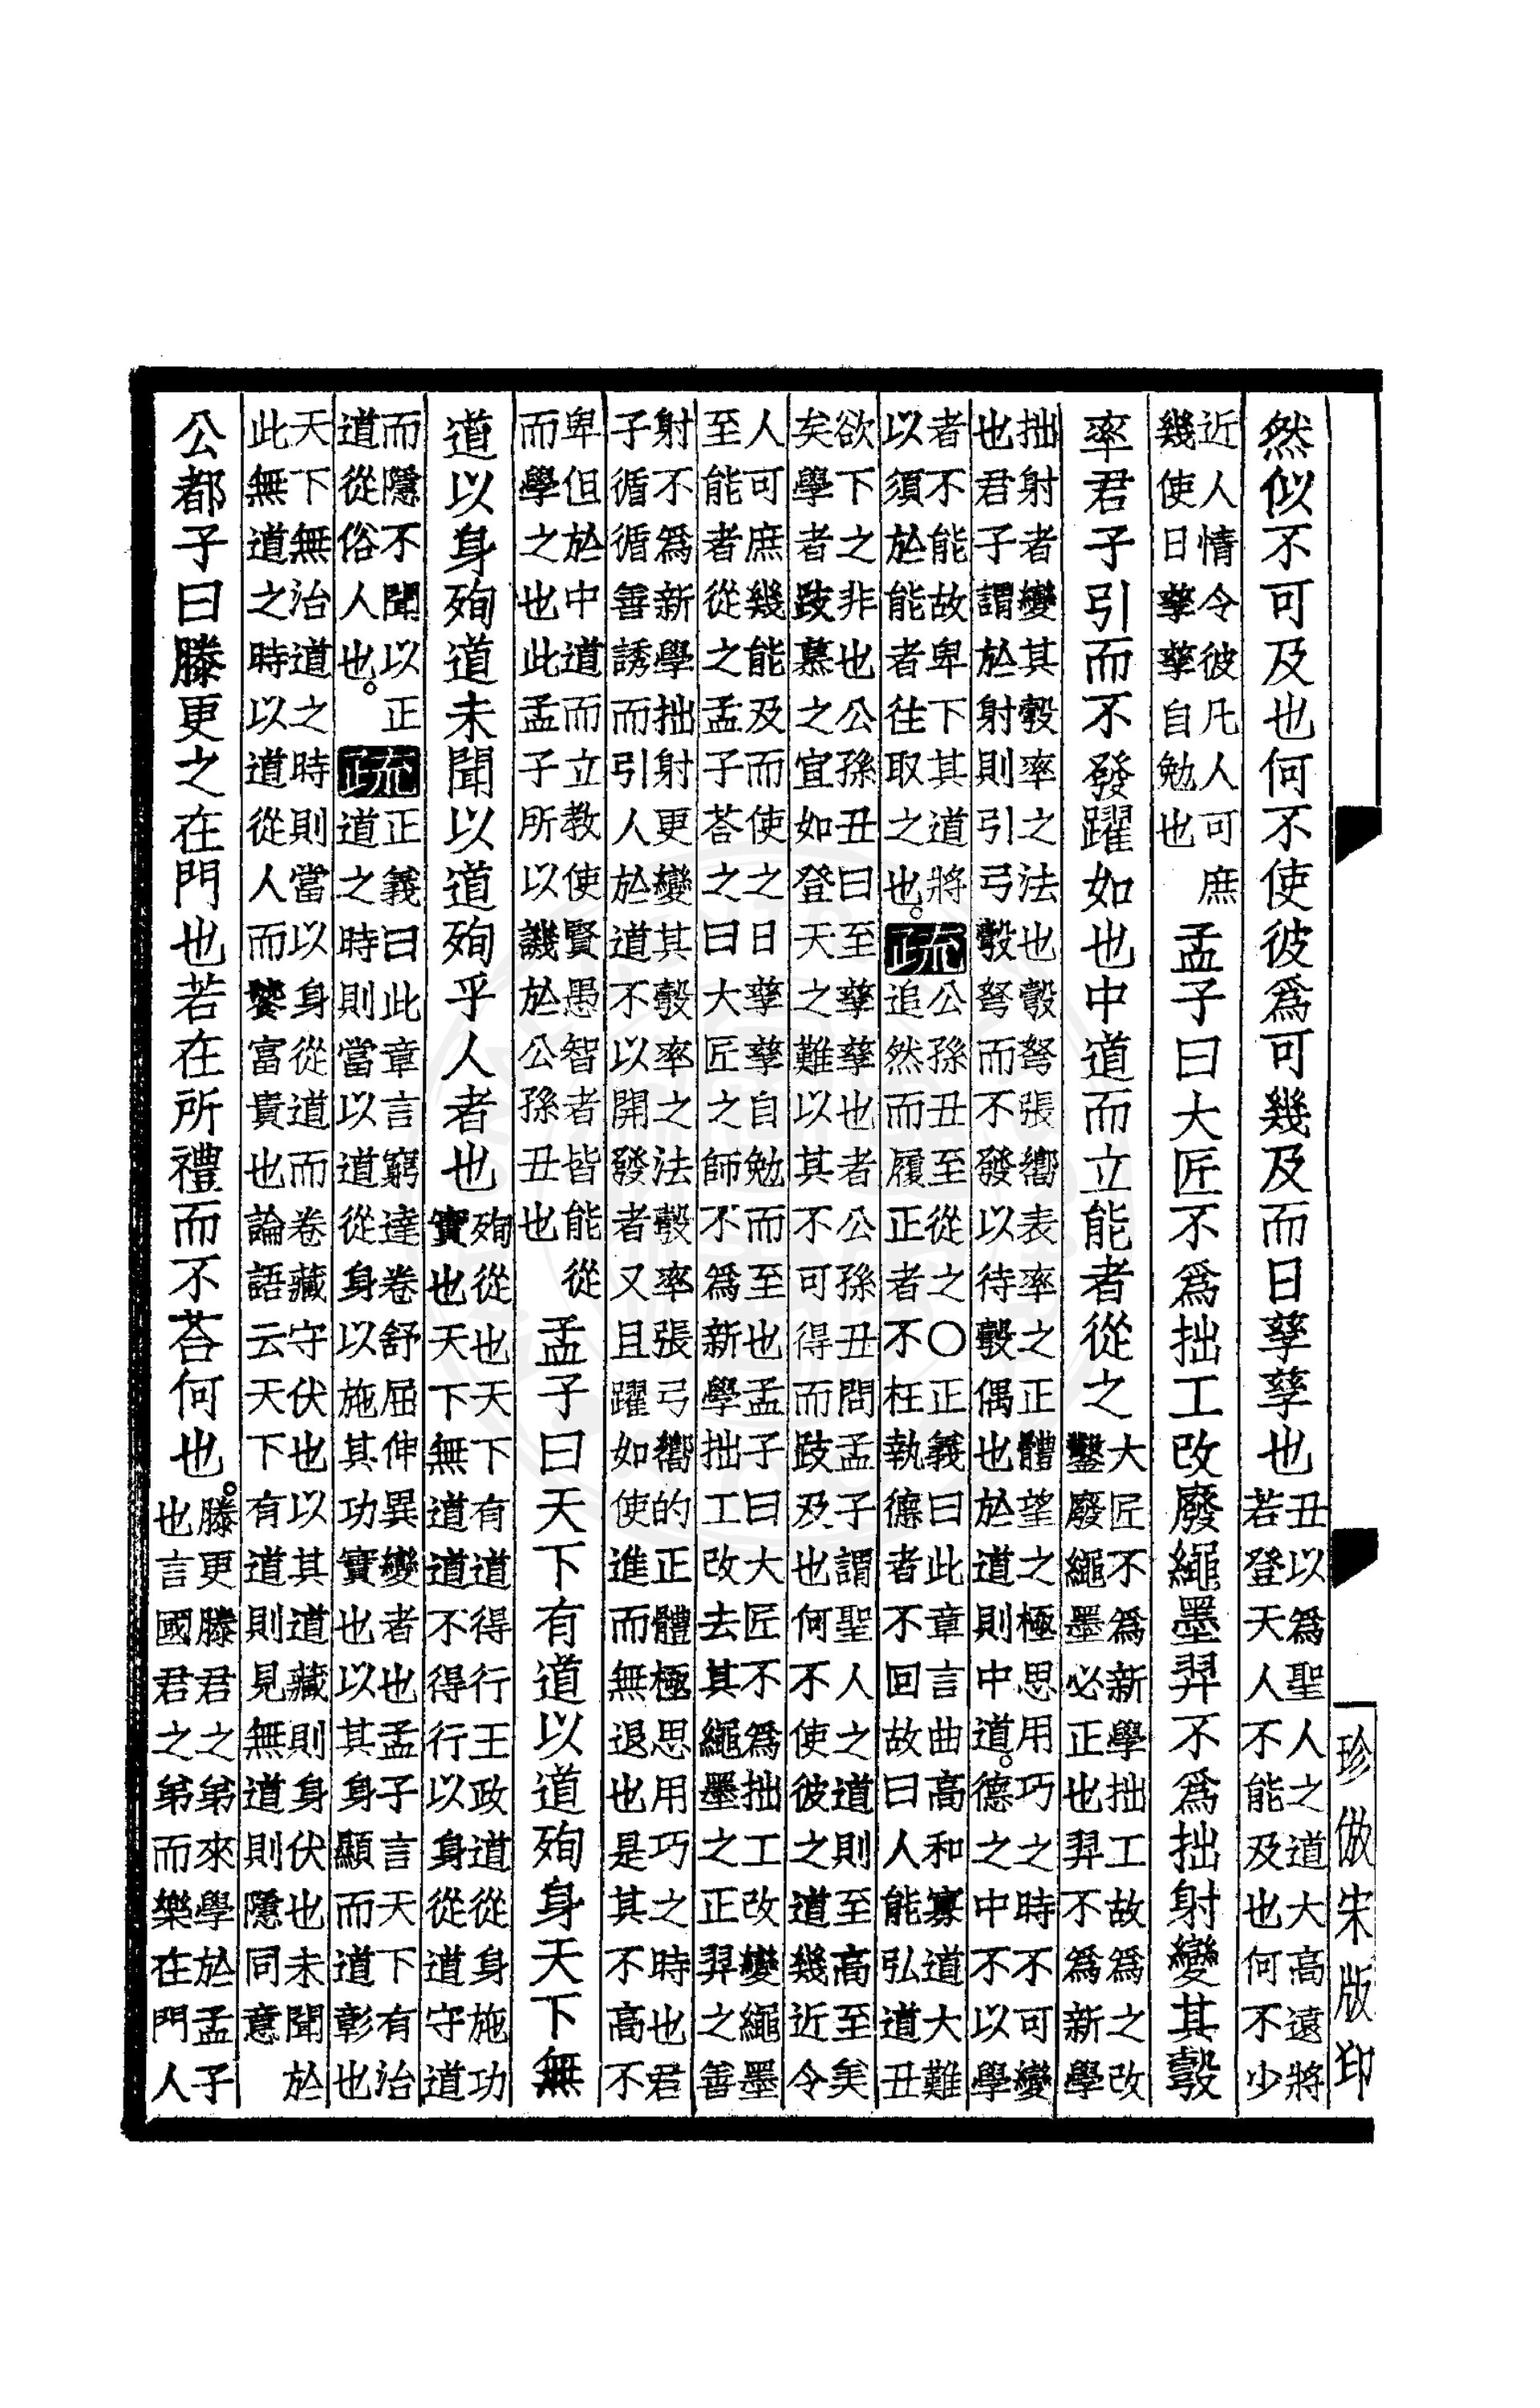 珍倣宋版印
然似不可及也何不使彼爲可幾及而日孳孳也
丑以爲聖人之道大高遠將
若登天人不能及也何不少
近人情令彼凡人可庶
幾使日孳孳自勉也
孟子曰大匠不爲拙工改廢繩墨羿不爲拙射變其彀
率君子引而不發躍如也中道而立能者從之
大匠不爲新學拙工故爲之改
鑿廢繩墨必正也羿不爲新學
拙射者變其彀率之法也彀弩張嚮表率之正體望之極思用巧之時不可變
也君子謂於射則引弓彀弩而不發以待彀偶也於道則中道。德之中不以學
者不能故卑下其道將
以須於能者往取之也。
疏
公孫丑至從之○正義曰此章言曲高和寡道大難
追然而履正者不枉執德者不回故曰人能弘道丑
欲下之非也公孫丑曰至孳孳也者公孫丑問孟子謂聖人之道則至高至美
矣學者跂慕之宜如登天之難以其不可得而跂及也何不使彼之道幾近令
人可庶幾能及而使之日孳孳自勉而至也孟子曰大匠不爲拙工改變繩墨
至能者從之孟子荅之曰大匠之師不爲新學拙工改去其繩墨之正羿之善
射不爲新學拙射更變其彀率之法彀率張弓嚮的正體極思用巧之時也君
子循循善誘而引人於道不以開發者又且躍如使進而無退也是其不高不
卑但於中道而立教使賢愚智者皆能從
而學之也此孟子所以譏於公孫丑也
孟子曰天下有道以道殉身天下無
道以身殉道未聞以道殉乎人者也
殉從也天下有道得行王政道從身施功
實也天下無道道不得行以身從道守道
而隱不聞以正
道從俗人也。
疏
正義曰此章言窮達卷舒屈伸異變者也孟子言天下有治
道之時則當以道從身以施其功實也以其身顯而道彰也
天下無治道之時則當以身從道而卷藏守伏也以其道藏則身伏也未聞於
此無道之時以道從人而饕富貴也論語云天下有道則見無道則隱同意
公都子曰滕更之在門也若在所禮而不荅何也。
滕更滕君之弟來學於孟子
也言國君之弟而樂在門人